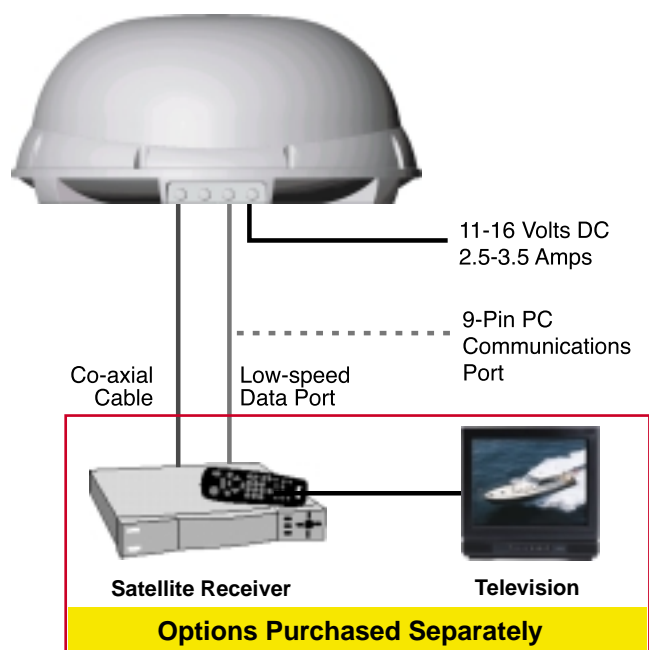 11-16 Volts DC
2.5-3.5 Amps
9-Pin PC
Communications
Port
Co-axial
Cable
Low-speed
Data Port
Satellite Receiver
Television
Options Purchased Separately